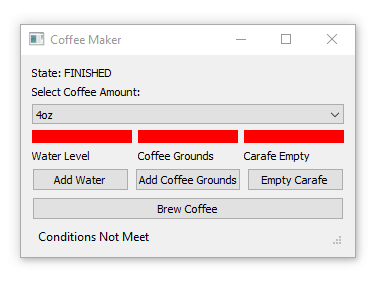 Coffee Maker
State: FINISHED
Select Coffee Amount:
4oz
Water Level Coffee Grounds Carafe Empty
Add Water Add Coffee Grounds Empty Carafe
Brew Coffee
Conditions Not Meet